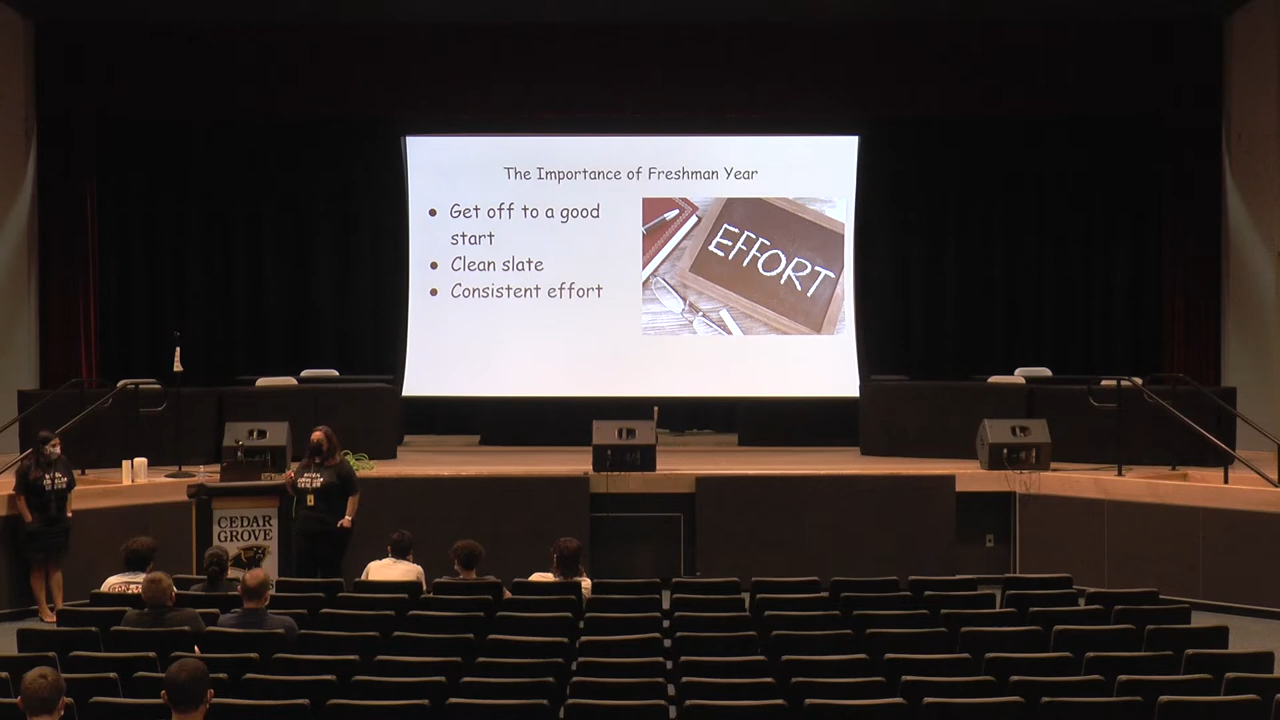 The Importance of Freshman Year
● Get off to a good
start
● Clean slate
● Consistent effort
EFFORT
CEDAR
GROVE